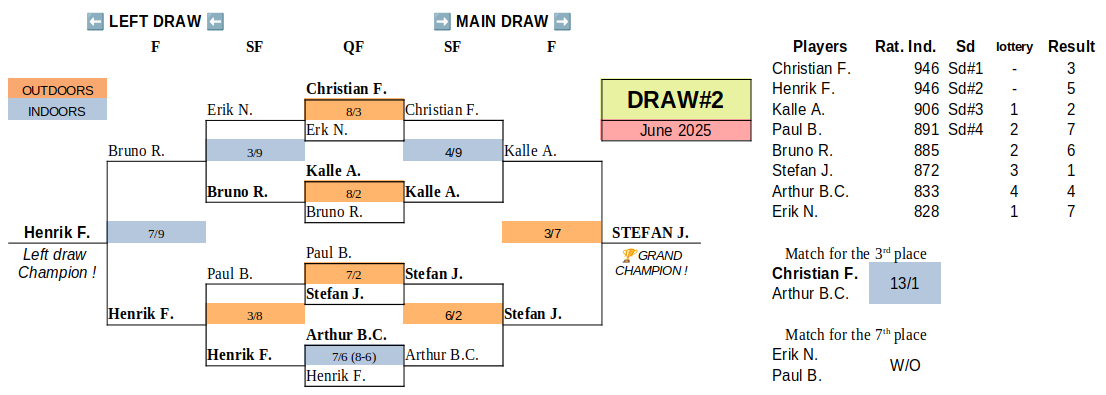 ⬅ LEFT DRAW ⬅ ➡ MAIN DRAW ➡
F SF QF SF F
Players Rat. Ind. Sd lottery Result
Christian F. 946 Sd#1 - 3
Henrik F. 946 Sd#2 - 5
Kalle A. 906 Sd#3 1 2
Paul B. 891 Sd#4 2 7
Bruno R. 885 2 6
Stefan J. 872 3 1
Arthur B.C. 833 4 4
Erik N. 828 1 7
OUTDOORS
INDOORS
DRAW#2
June 2025
Christian F.
Erik N. 8/3 Christian F.
Erk N.
Bruno R. 3/9 4/9 Kalle A.
Kalle A.
Bruno R. 8/2 Kalle A.
Bruno R.
Henrik F. 7/9 3/7 STEFAN J.
Left draw
Champion !
🏆GRAND
CHAMPION !
Paul B.
Paul B. 7/2 Stefan J.
Stefan J.
Henrik F. 3/8 6/2 Stefan J.
Arthur B.C.
Henrik F. 7/6 (8-6) Arthur B.C.
Henrik F.
Match for the 3rd place
Christian F.
13/1
Arthur B.C.
Match for the 7th place
Erik N.
W/O
Paul B.